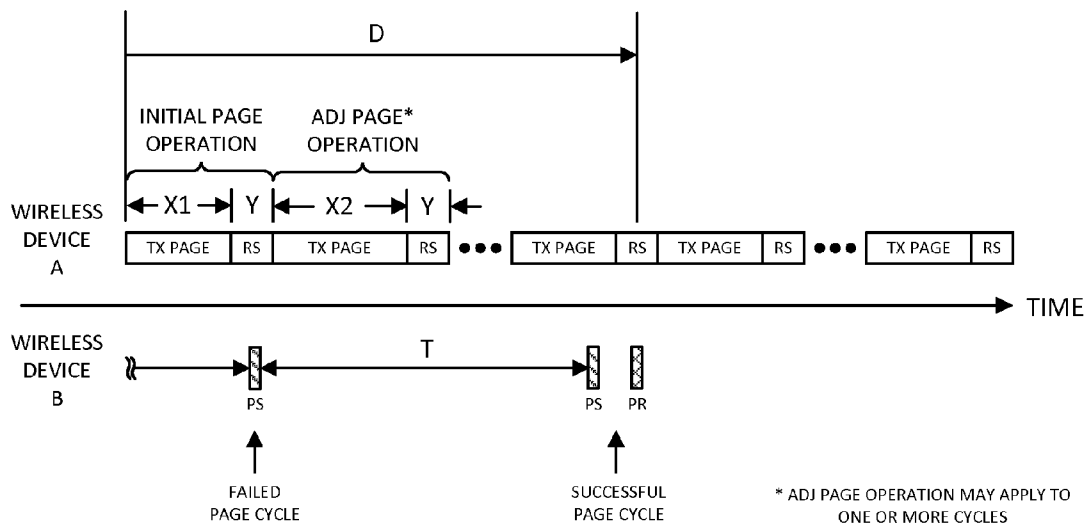 D
INITIAL PAGE
OPERATION
ADJ PAGE*
OPERATION
X1 Y X2 Y
WIRELESS
DEVICE
A
TX PAGE RS TX PAGE RS ••• TX PAGE RS TX PAGE RS ••• TX PAGE RS
TIME
WIRELESS
DEVICE
B
T
PS PS PR
FAILED
PAGE CYCLE
SUCCESSFUL
PAGE CYCLE
* ADJ PAGE OPERATION MAY APPLY TO
ONE OR MORE CYCLES